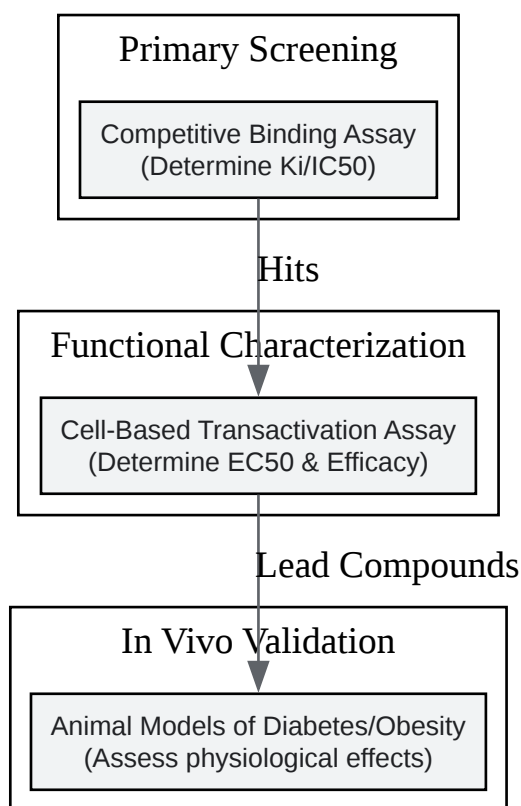 Primary Screening
Competitive Binding Assay
(Determine Ki/IC50)
Hits
Functional Characterization
Cell-Based Transactivation Assay
(Determine EC50 & Efficacy)
Lead Compounds
In Vivo Validation
Animal Models of Diabetes/Obesity
(Assess physiological effects)